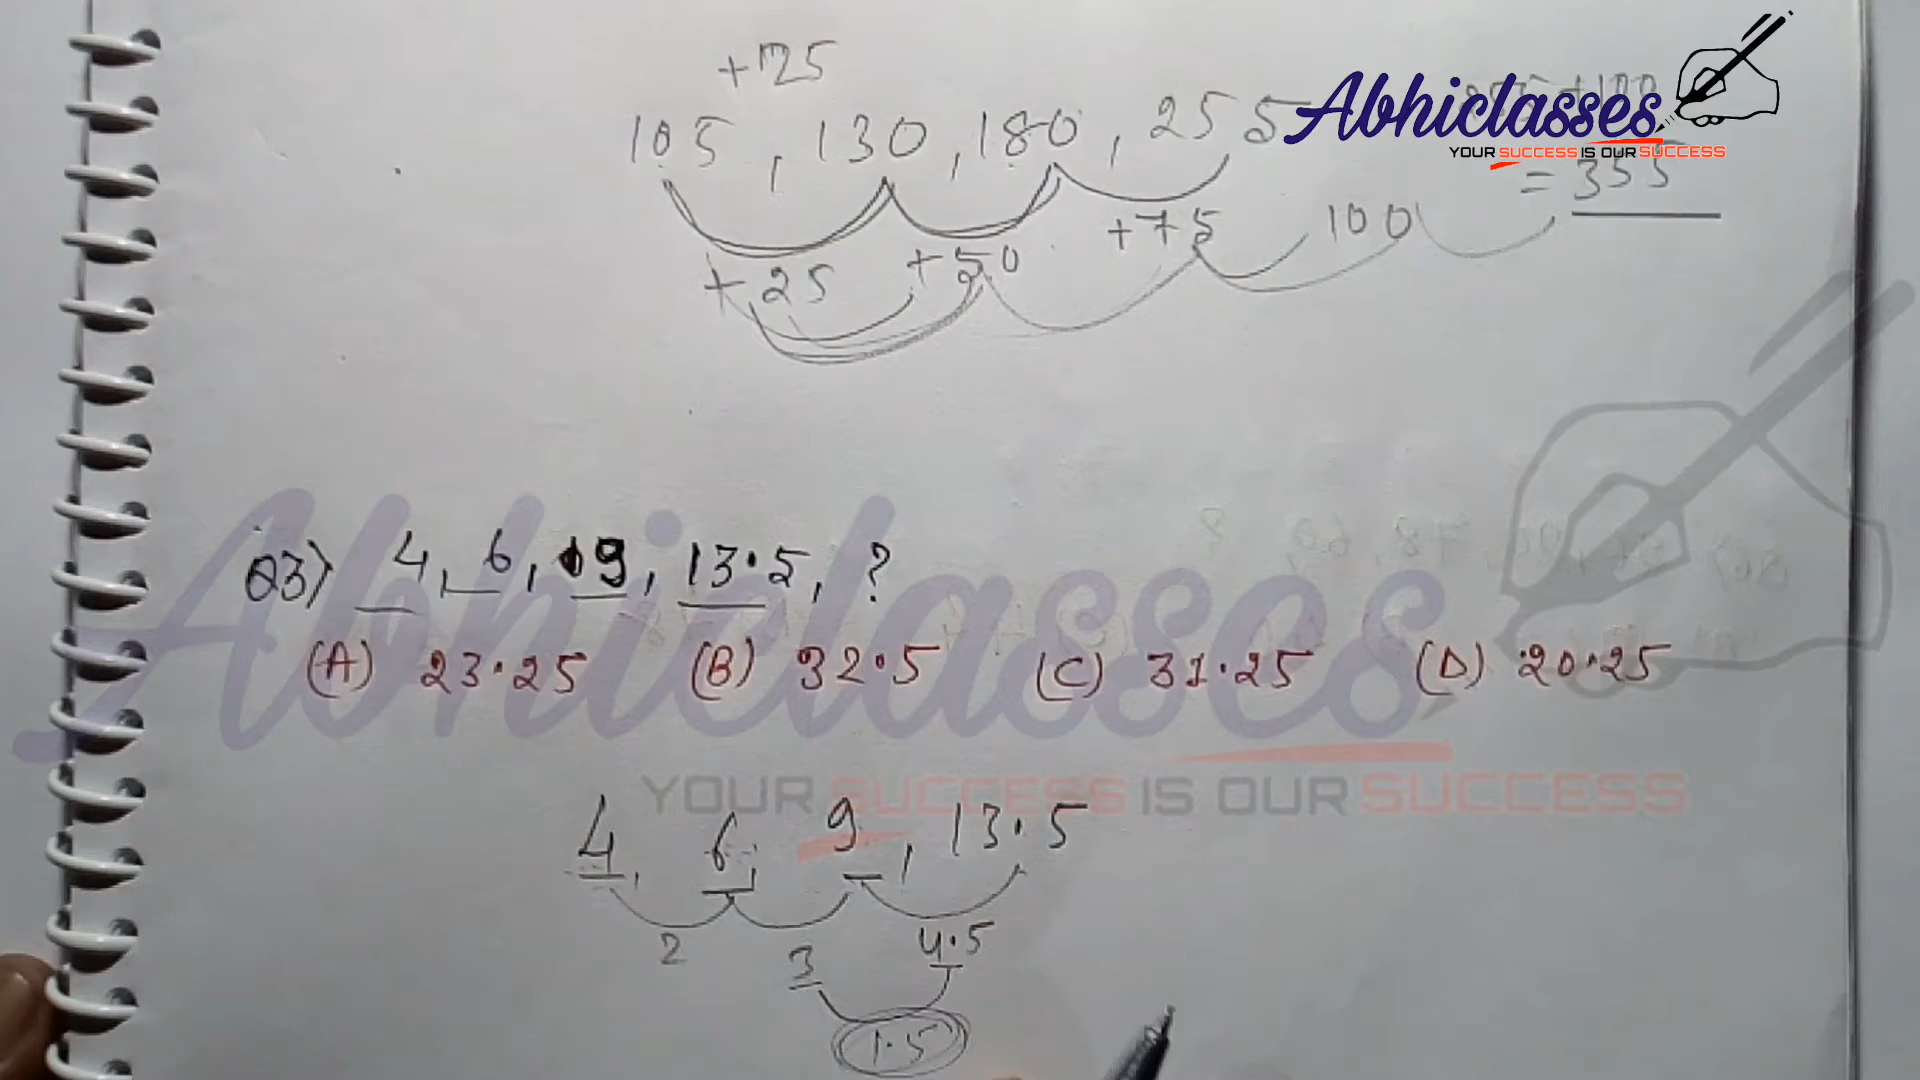 +25
105, 130, 180, 255
Abhiclasses
YOUR SUCCESS IS OUR SUCCESS
= 355
+25 +50 +75 100
Q3) 4, 6, 9, 13.5, ?
(A) 23.25 (B) 32.5 (C) 31.25 (D) 20.25
Abhiclasses
YOUR SUCCESS IS OUR SUCCESS
4, 6, 9, 13.5
2 3 4.5
1.5